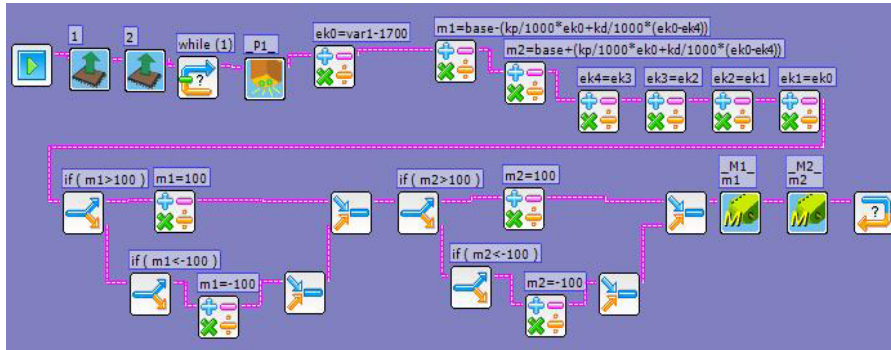 1
2
while (1)
_P1_
ek0=var1-1700
m1=base-(kp/1000*ek0+kd/1000*(ek0-ek4))
m2=base+(kp/1000*ek0+kd/1000*(ek0-ek4))
ek4=ek3
ek3=ek2
ek2=ek1
ek1=ek0
if ( m1>100 )
m1=100
if ( m2>100 )
m2=100
_M1_
m1
_M2_
m2
if ( m1<-100 )
m1=-100
if ( m2<-100 )
m2=-100